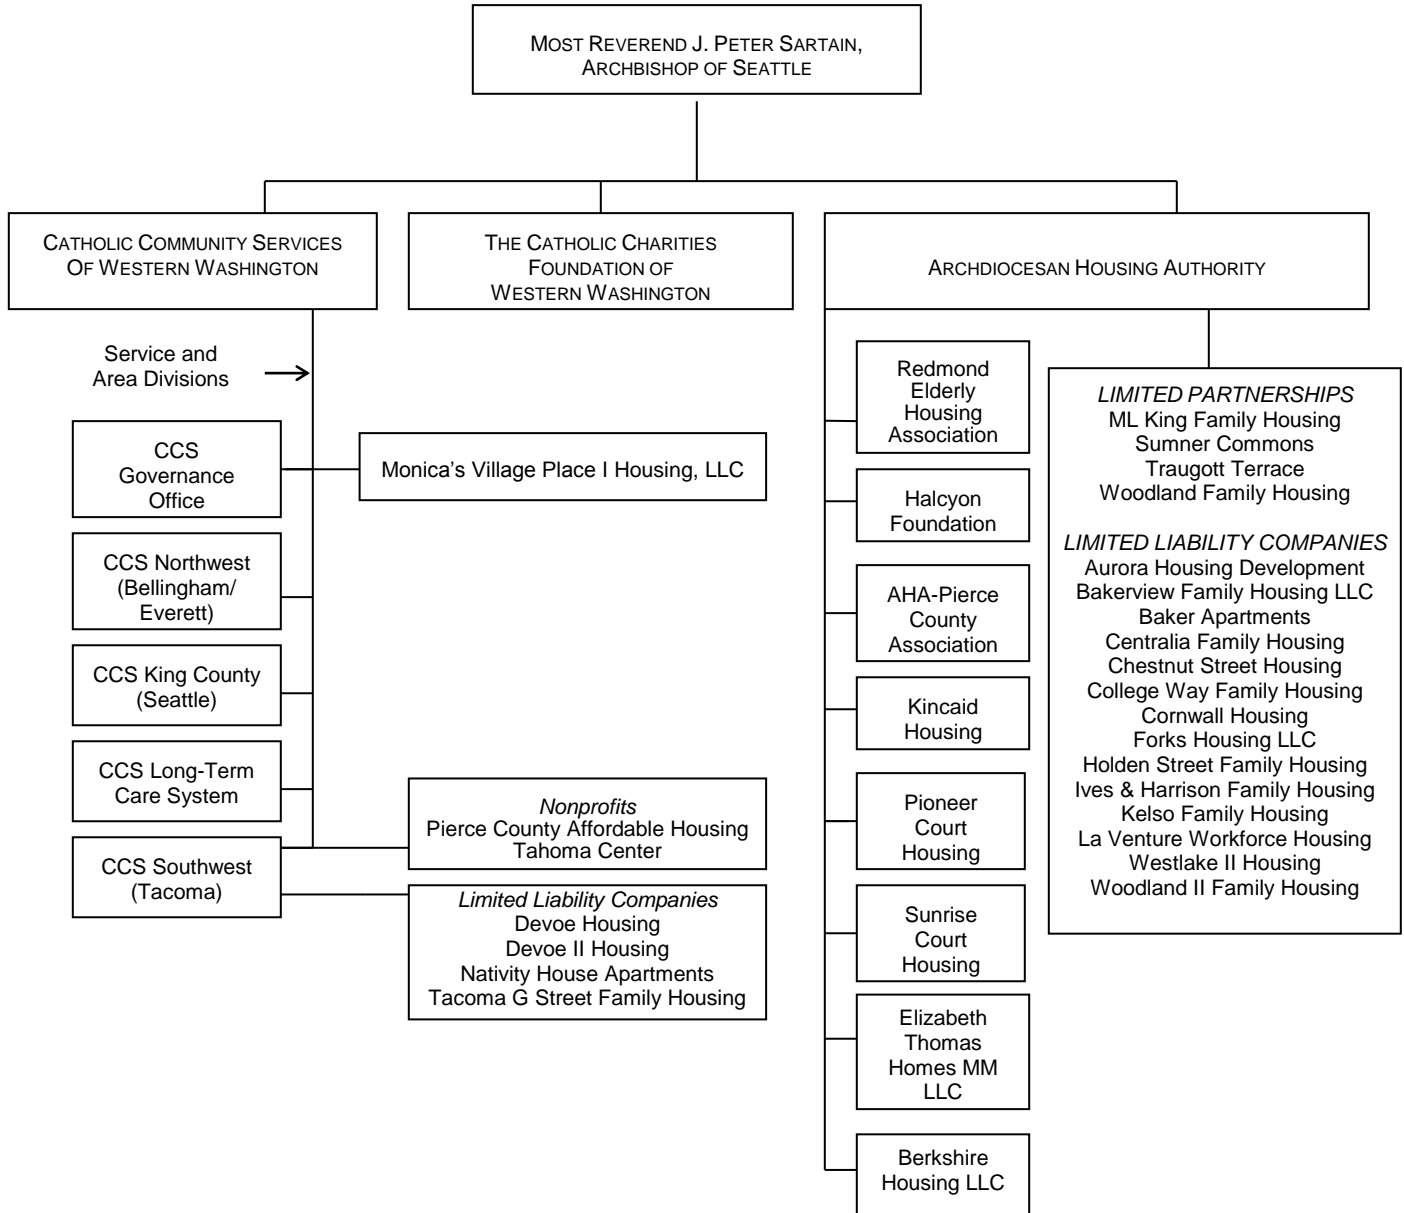 MOST REVEREND J. PETER SARTAIN,
ARCHBISHOP OF SEATTLE
CATHOLIC COMMUNITY SERVICES
OF WESTERN WASHINGTON
THE CATHOLIC CHARITIES
FOUNDATION OF
WESTERN WASHINGTON
ARCHDIOCESAN HOUSING AUTHORITY
Service and
Area Divisions
CCS
Governance
Office
CCS Northwest
(Bellingham/
Everett)
CCS King County
(Seattle)
CCS Long-Term
Care System
CCS Southwest
(Tacoma)
Monica’s Village Place I Housing, LLC
Nonprofits
Pierce County Affordable Housing
Tahoma Center
Limited Liability Companies
Devoe Housing
Devoe II Housing
Nativity House Apartments
Tacoma G Street Family Housing
Redmond
Elderly
Housing
Association
Halcyon
Foundation
AHA-Pierce
County
Association
Kincaid
Housing
Pioneer
Court
Housing
Sunrise
Court
Housing
Elizabeth
Thomas
Homes MM
LLC
Berkshire
Housing LLC
LIMITED PARTNERSHIPS
ML King Family Housing
Sumner Commons
Traugott Terrace
Woodland Family Housing
LIMITED LIABILITY COMPANIES
Aurora Housing Development
Bakerview Family Housing LLC
Baker Apartments
Centralia Family Housing
Chestnut Street Housing
College Way Family Housing
Cornwall Housing
Forks Housing LLC
Holden Street Family Housing
Ives & Harrison Family Housing
Kelso Family Housing
La Venture Workforce Housing
Westlake II Housing
Woodland II Family Housing